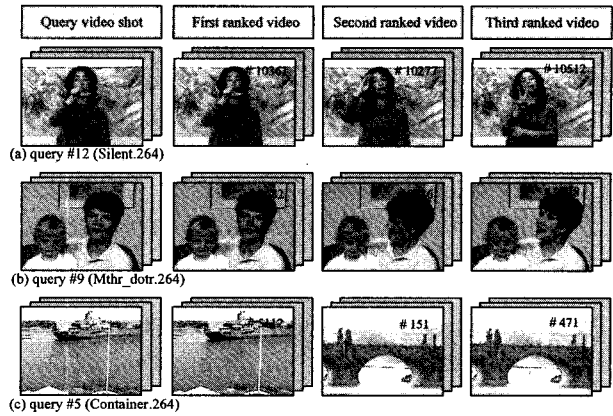 Query video shot
First ranked video
Second ranked video
Third ranked video
# 10277
# 10512
(a) query #12 (Silent.264)
(b) query #9 (Mthr_dotr.264)
# 151
# 471
(c) query #5 (Container.264)